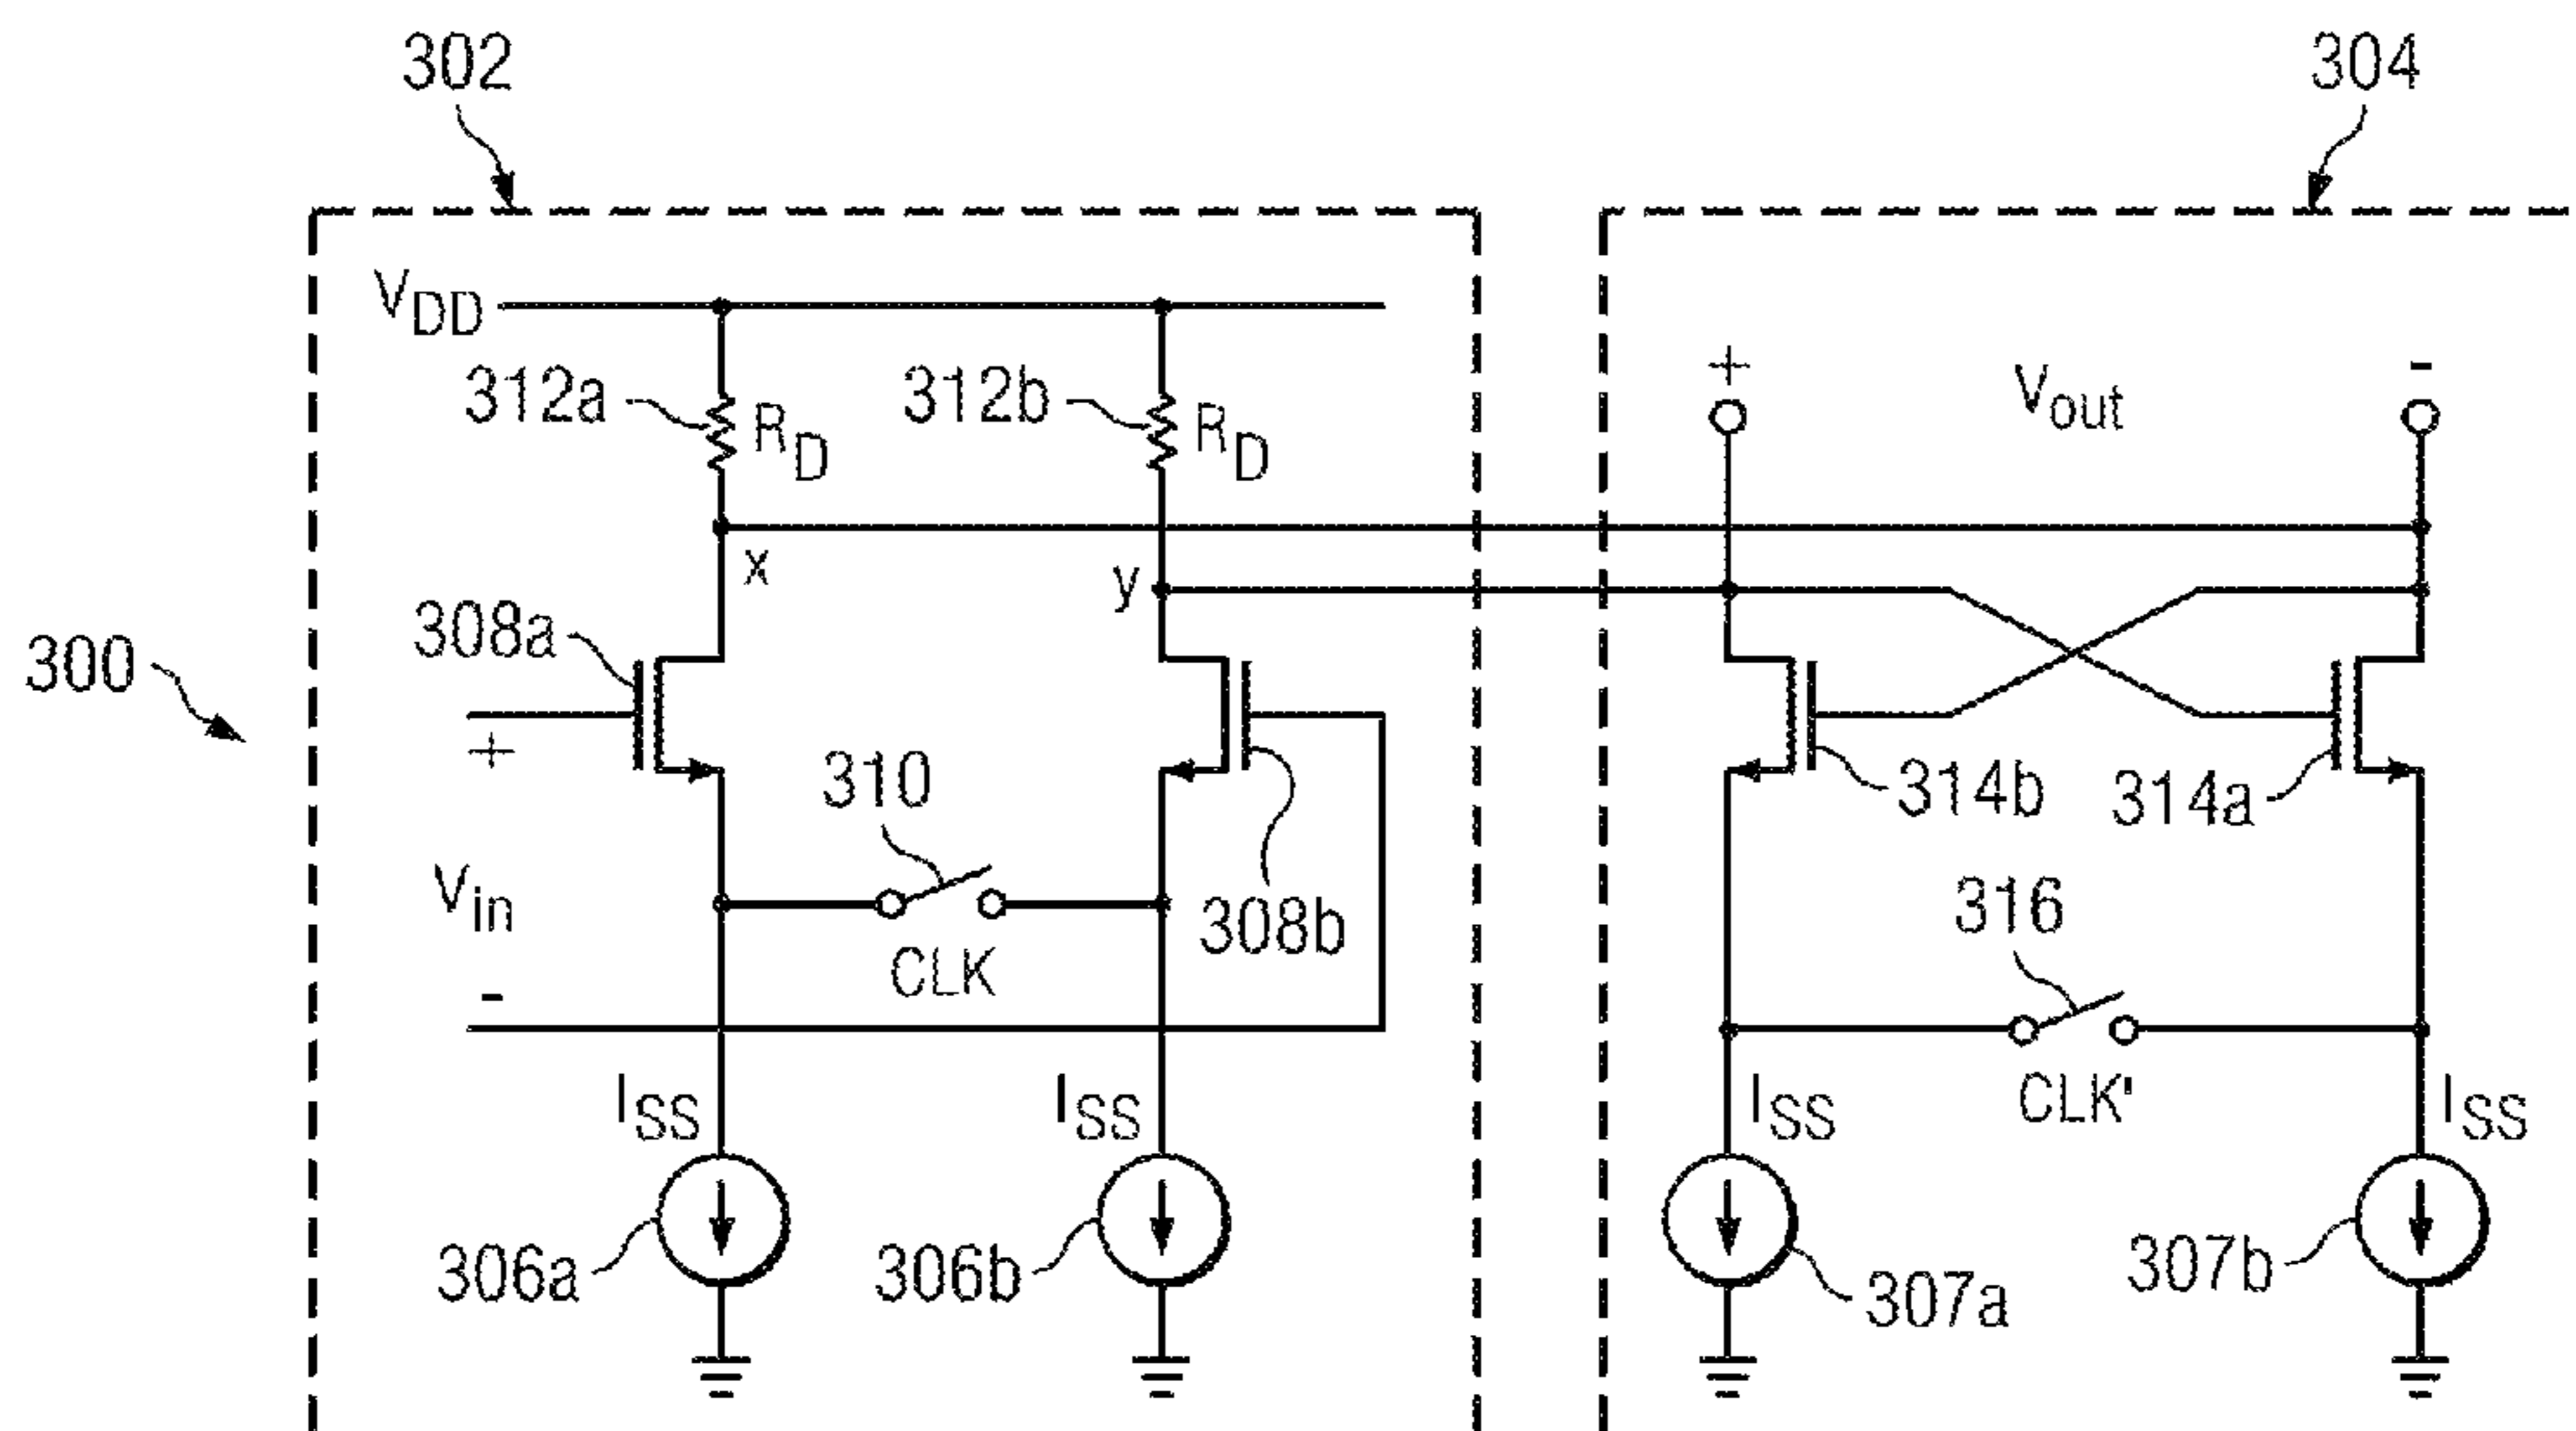 302
304
VDD
312a
RD
312b
RD
+
Vout
-
x
y
308a
300
+
310
314b
314a
Vin
308b
316
CLK
-
ISS
ISS
ISS
CLK'
ISS
306a
306b
307a
307b